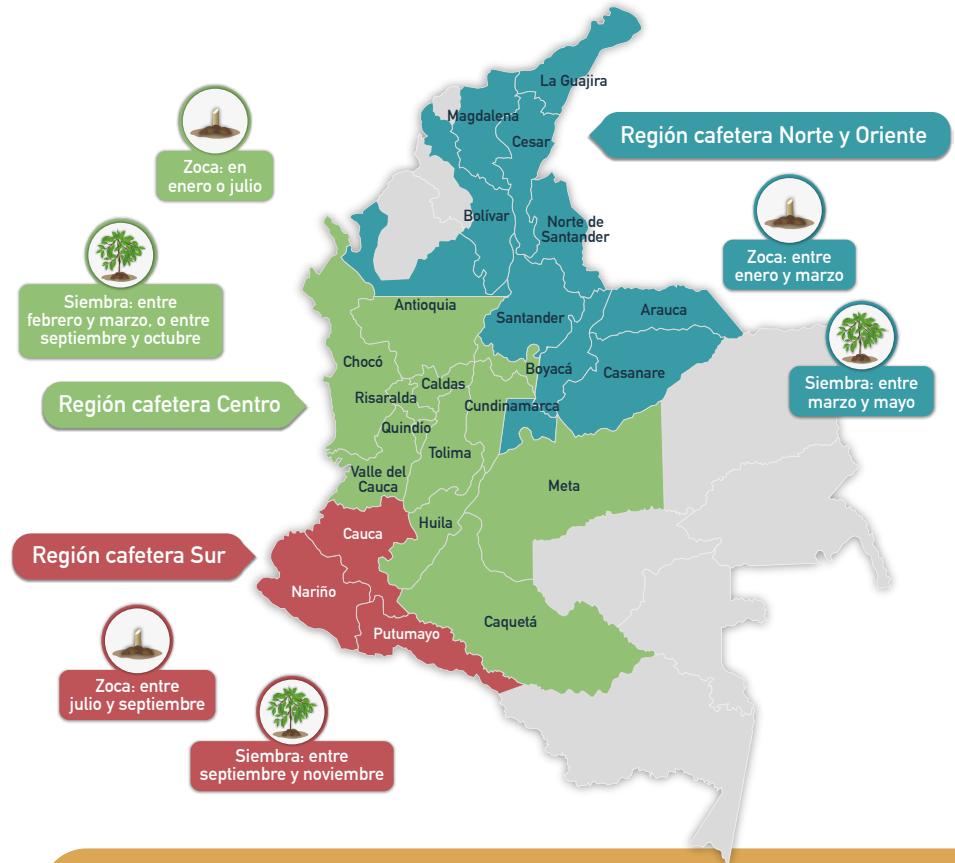 La Guajira
Magdalena
Cesar
Región cafetera Norte y Oriente
Zoca: en
enero o julio
Bolívar
Norte de
Santander
Zoca: entre
enero y marzo
Siembra: entre
febrero y marzo, o entre
septiembre y octubre
Antioquia
Santander
Arauca
Chocó
Boyacá
Casanare
Siembra: entre
marzo y mayo
Caldas
Risaralda
Cundinamarca
Región cafetera Centro
Quindío
Tolima
Valle del
Cauca
Meta
Huila
Cauca
Región cafetera Sur
Nariño
Caquetá
Putumayo
Zoca: entre
julio y septiembre
Siembra: entre
septiembre y noviembre